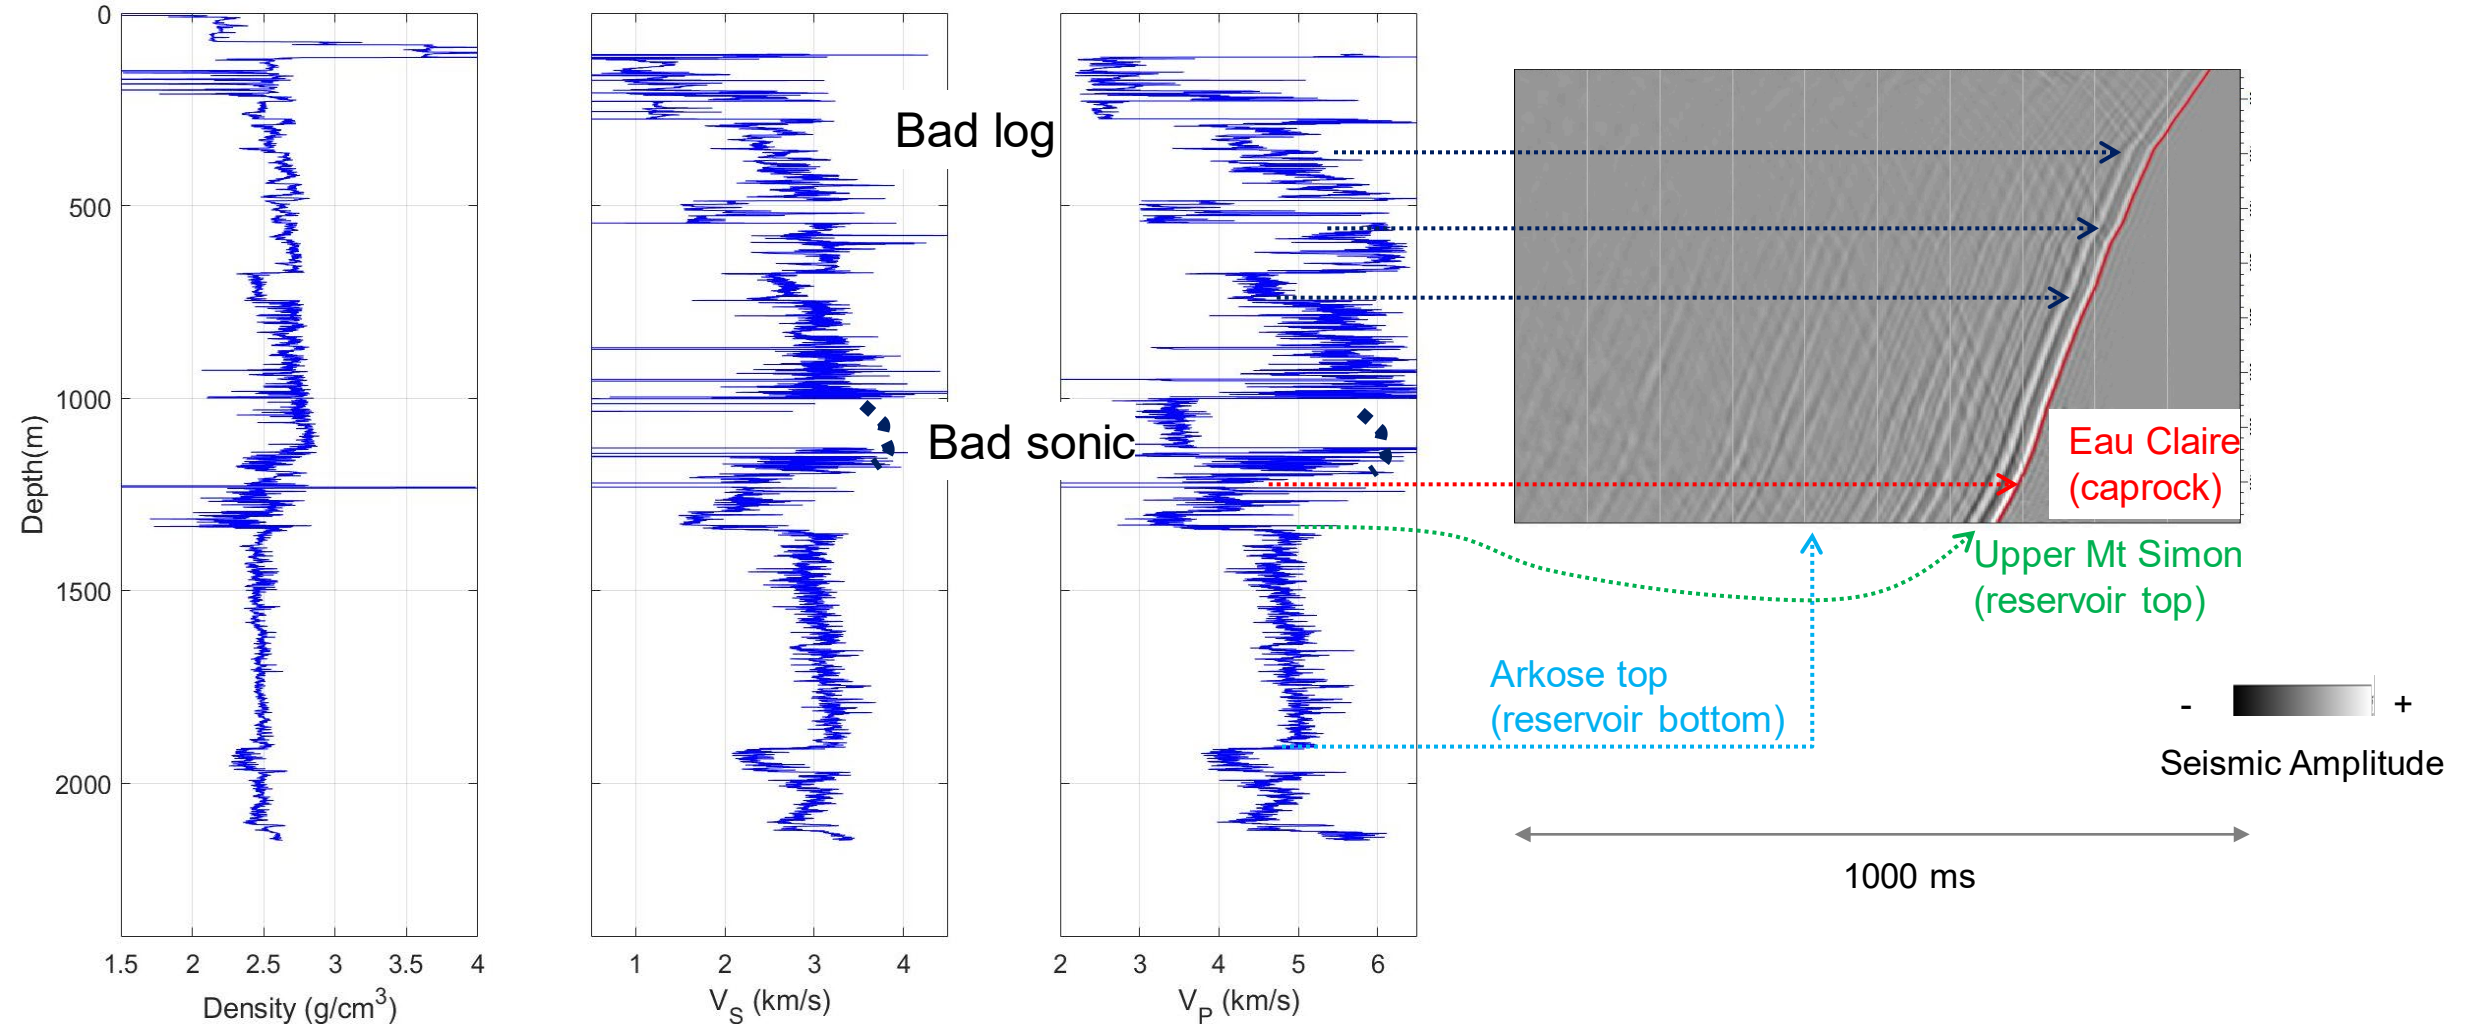 0
500
1000
1500
2000
Depth(m)
1.5 2 2.5 3 3.5 4
Density (g/cm3)
1 2 3 4
VS (km/s)
2 3 4 5 6
VP (km/s)
Bad log
Bad sonic
Eau Claire
(caprock)
Upper Mt Simon
(reservoir top)
Arkose top
(reservoir bottom)
- +
Seismic Amplitude
1000 ms